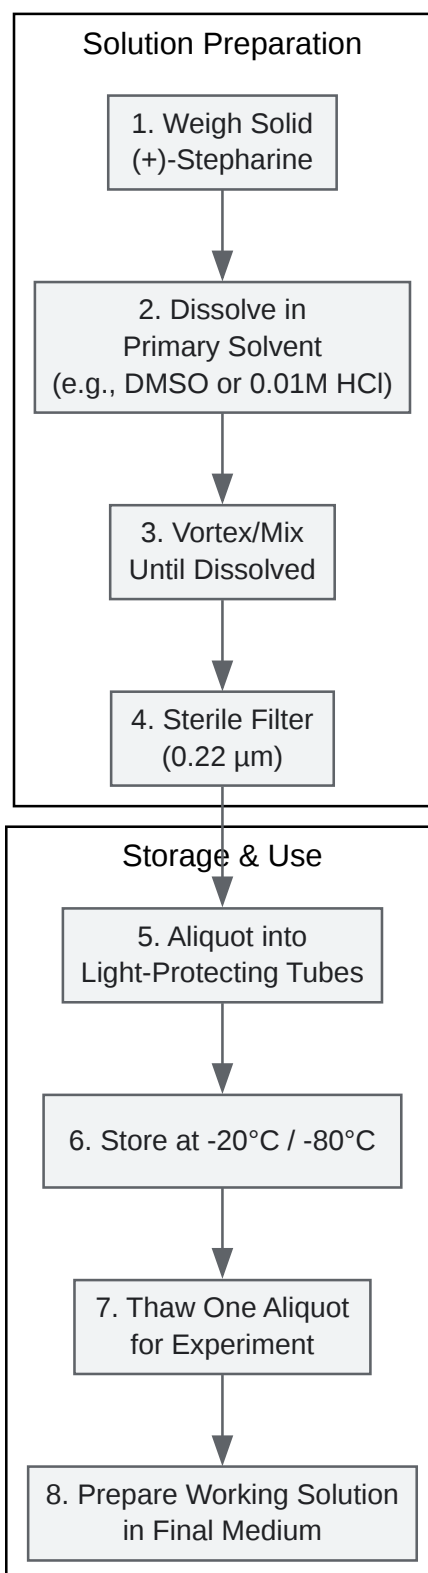 Solution Preparation
1. Weigh Solid
(+)-Stepharine
2. Dissolve in
Primary Solvent
(e.g., DMSO or 0.01M HCl)
3. Vortex/Mix
Until Dissolved
4. Sterile Filter
(0.22 µm)
Storage & Use
5. Aliquot into
Light-Protecting Tubes
6. Store at -20°C / -80°C
7. Thaw One Aliquot
for Experiment
8. Prepare Working Solution
in Final Medium